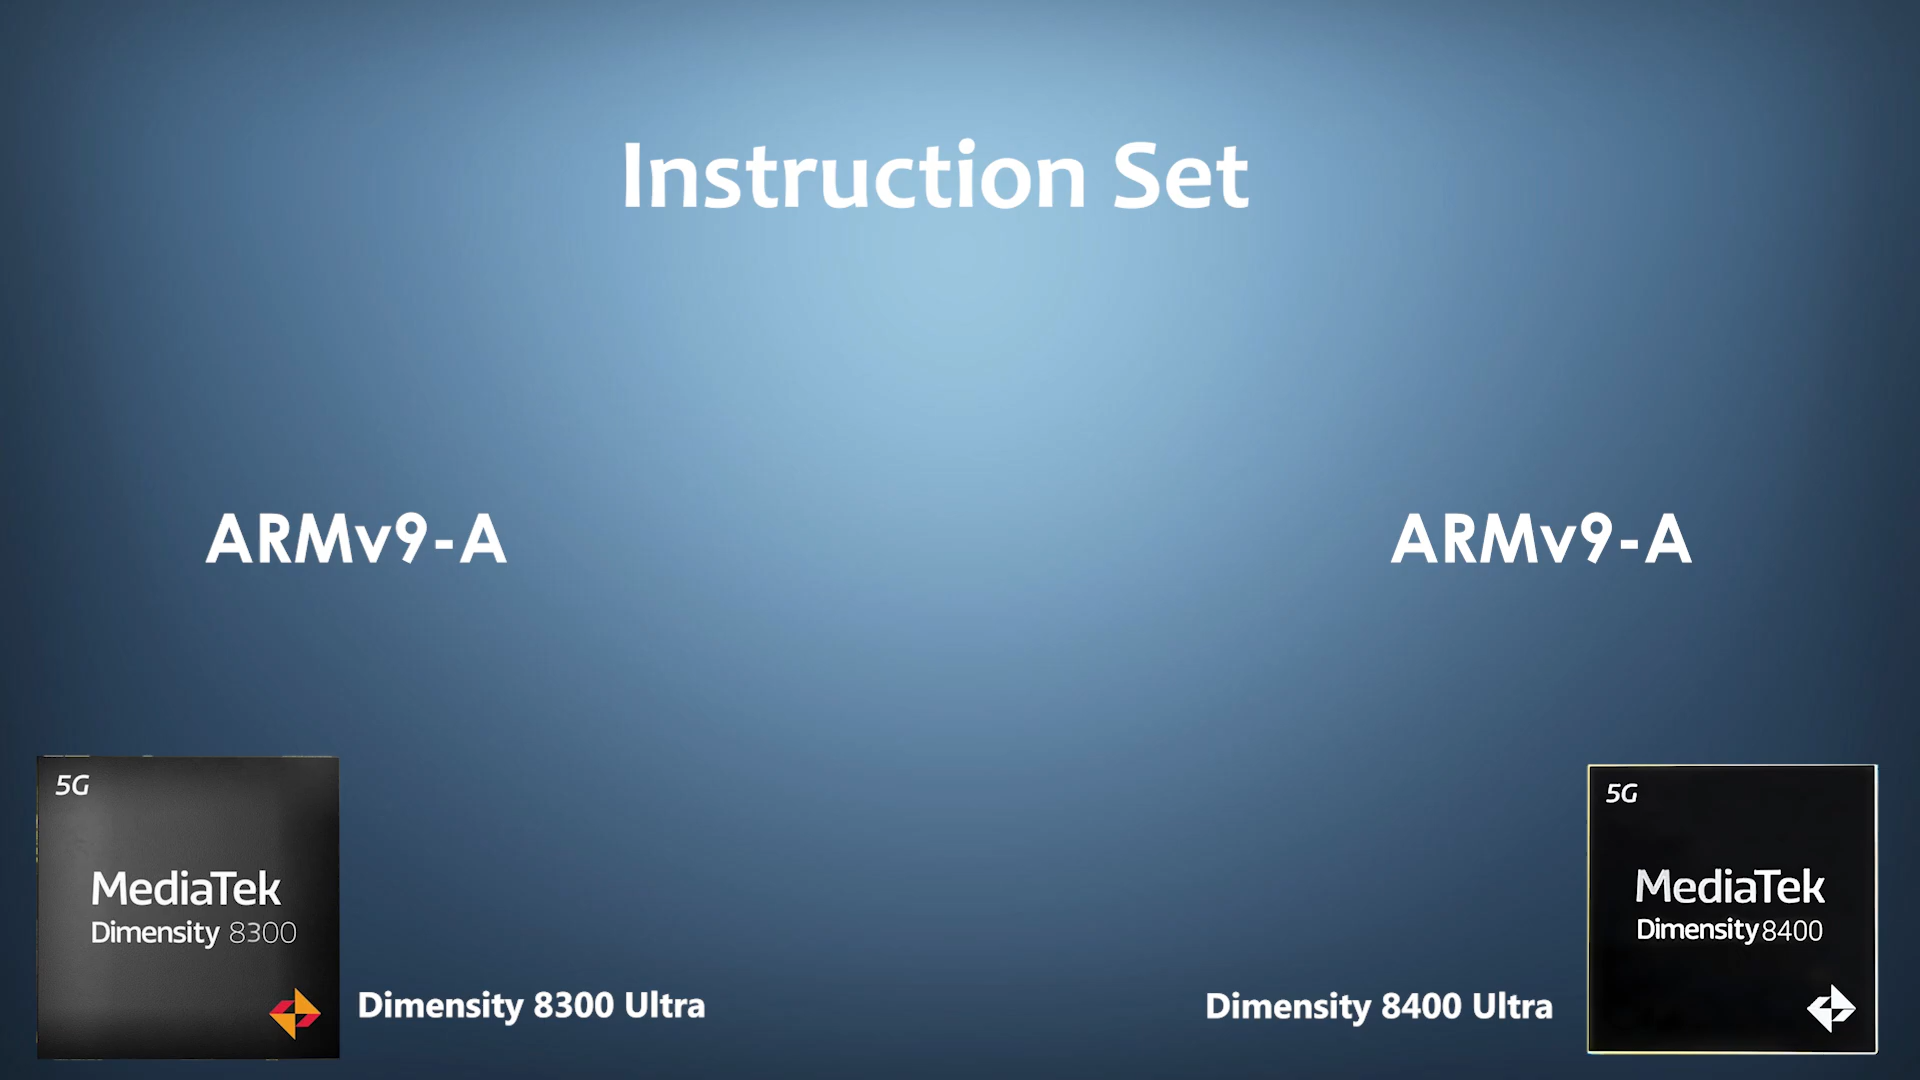 Instruction Set
ARMv9-A
ARMv9-A
5G
MediaTek
Dimensity 8300
Dimensity 8300 Ultra
Dimensity 8400 Ultra
5G
MediaTek
Dimensity 8400